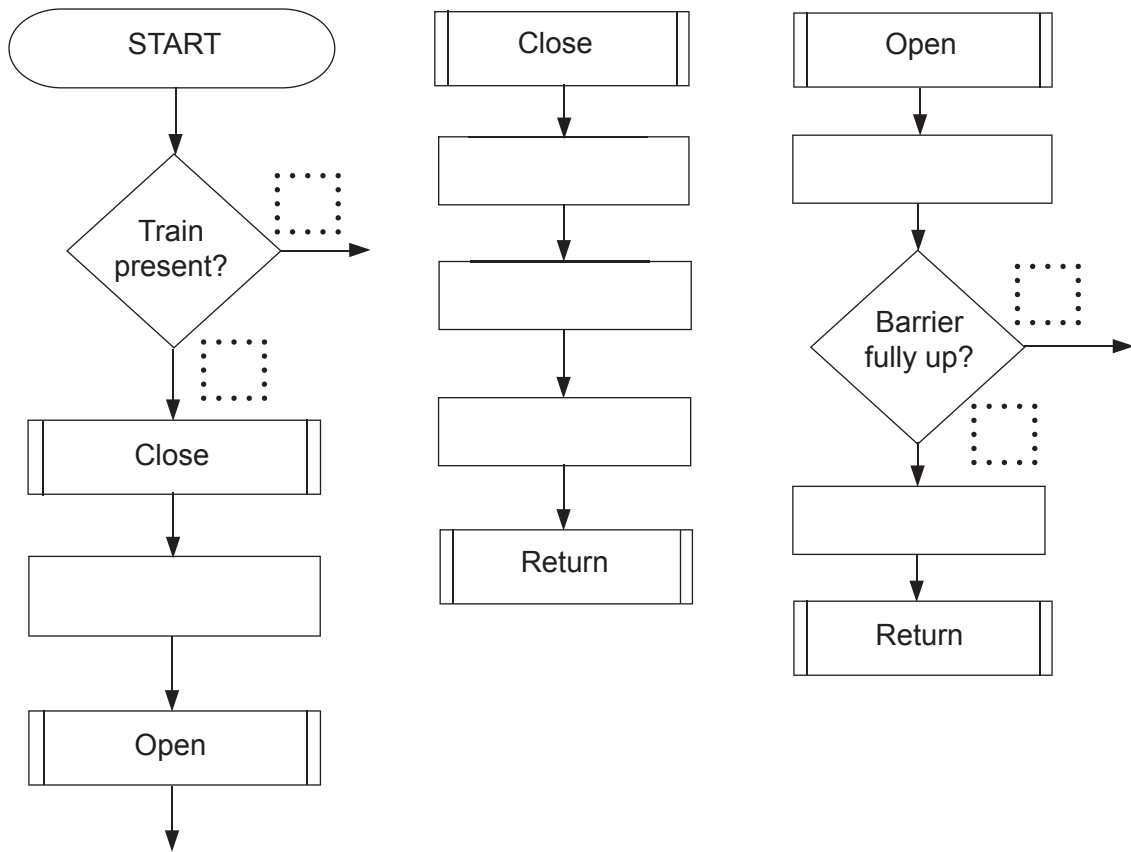 START
Train
present?
Close
Open
Close
Return
Open
Barrier
fully up?
Return